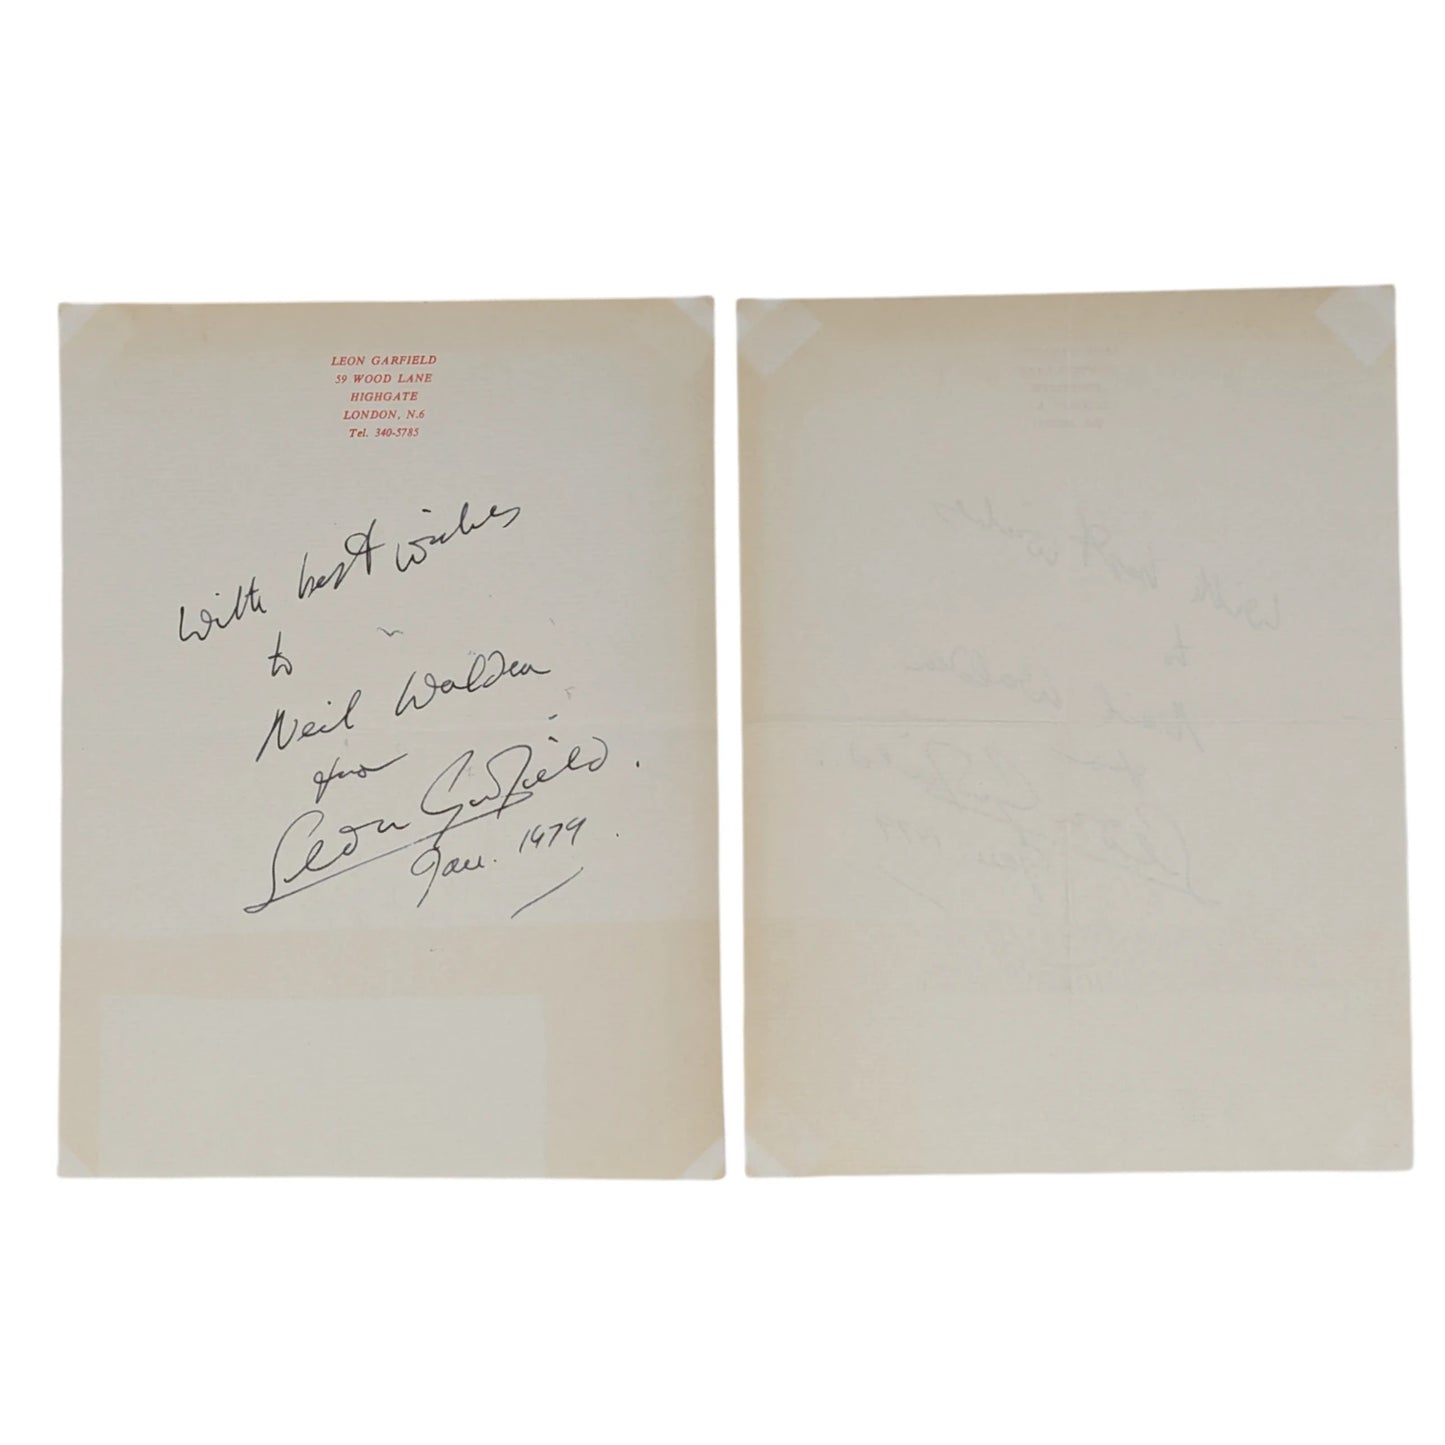 LEON GARFIELD
59 WOOD LANE
HIGHGATE
LONDON, N.6
Tel. 340-5785
With best wishes
to
Neil Walden
from
Leon Garfield.
Jan. 1979.